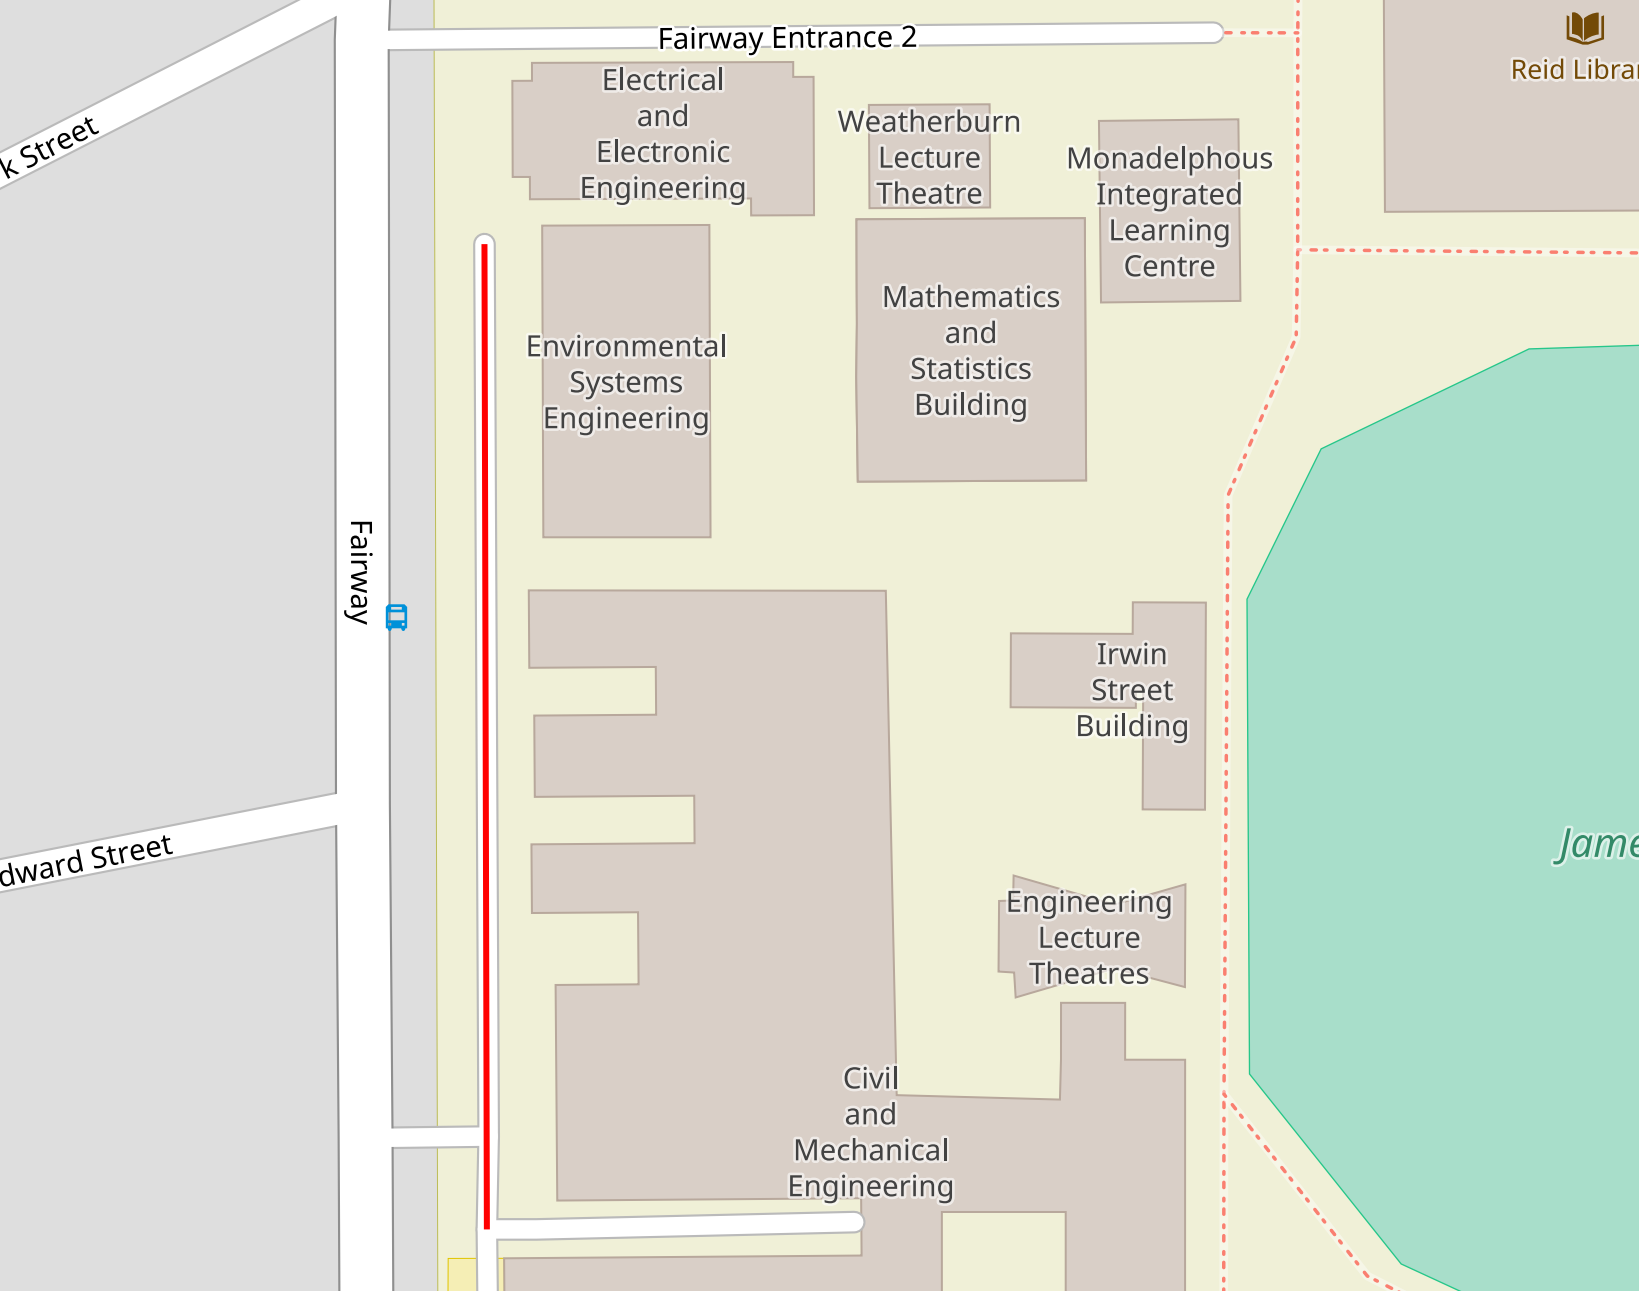 Fairway Entrance 2
Electrical
and
Electronic
Engineering
Weatherburn
Lecture
Theatre
Monadelphous
Integrated
Learning
Centre
Reid Librar
k Street
Environmental
Systems
Engineering
Mathematics
and
Statistics
Building
Fairway
Irwin
Street
Building
dward Street
Jame
Engineering
Lecture
Theatres
Civil
and
Mechanical
Engineering